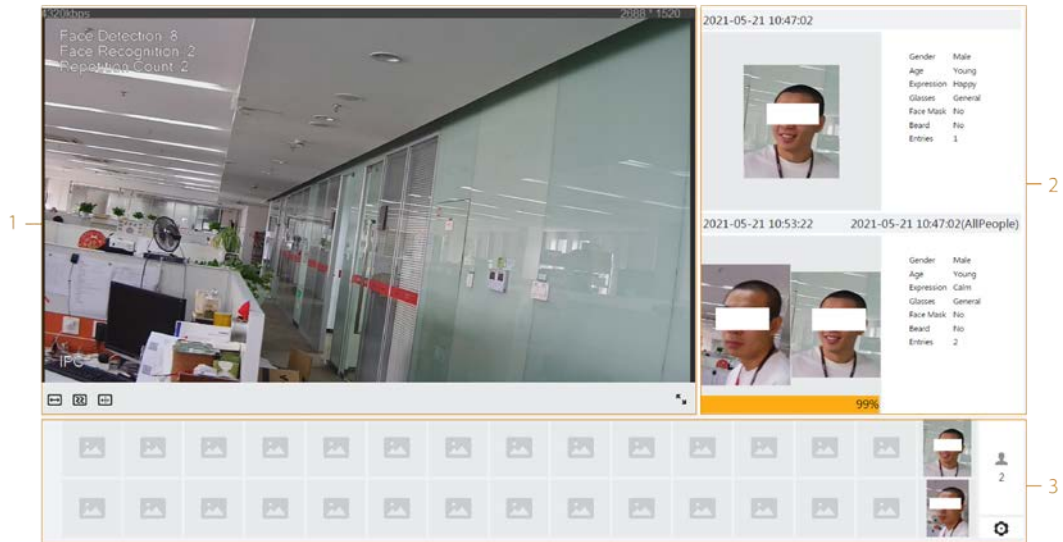 4320kbps
2688 * 1520
Face Detection 8
Face Recognition 2
Repetition Count 2
IPC
1
2021-05-21 10:47:02
Gender Male
Age Young
Expression Happy
Glasses General
Face Mask No
Beard No
Entries 1
2
2021-05-21 10:53:22 2021-05-21 10:47:02(AllPeople)
Gender Male
Age Young
Expression Calm
Glasses General
Face Mask No
Beard No
Entries 2
99%
2
3